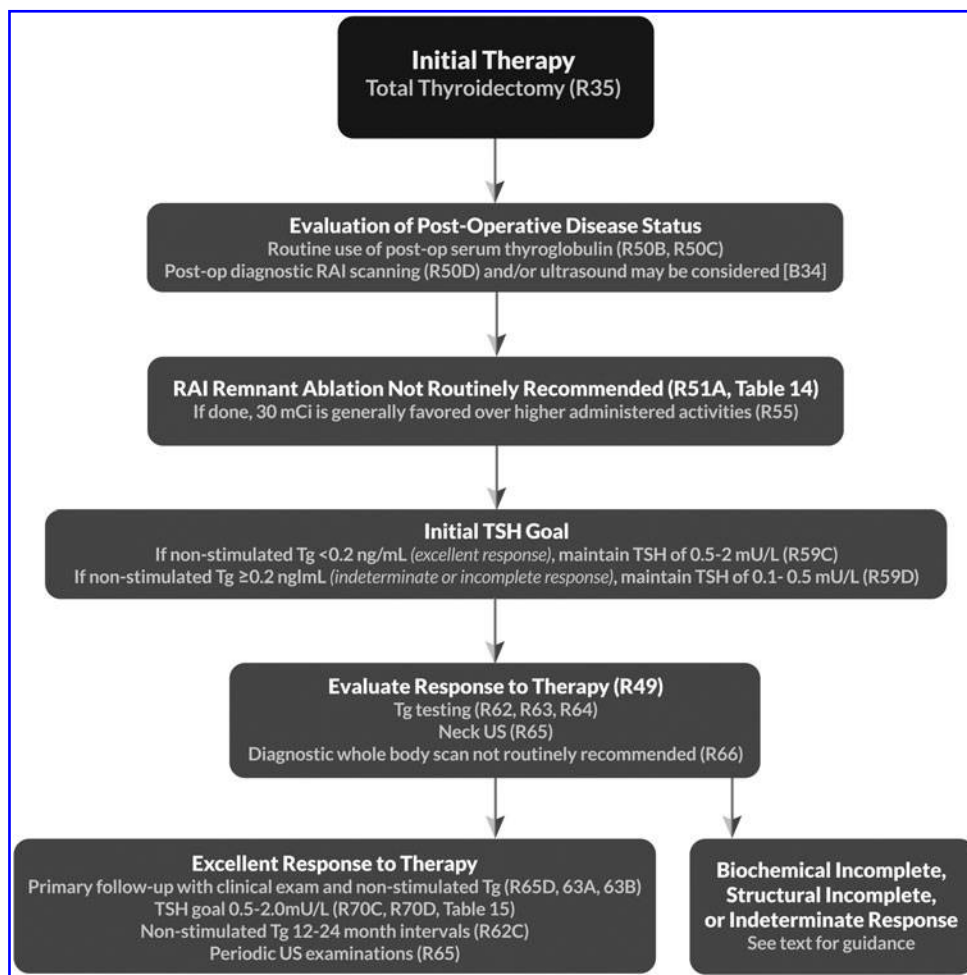 Initial Therapy
Total Thyroidectomy (R35)
Evaluation of Post-Operative Disease Status
Routine use of post-op serum thyroglobulin (R50B, R50C)
Post-op diagnostic RAI scanning (R50D) and/or ultrasound may be considered [B34]
RAI Remnant Ablation Not Routinely Recommended (R51A, Table 14)
If done, 30 mCi is generally favored over higher administered activities (R55)
Initial TSH Goal
If non-stimulated Tg <0.2 ng/mL (excellent response), maintain TSH of 0.5-2 mU/L (R59C)
If non-stimulated Tg ≥0.2 nglmL (indeterminate or incomplete response), maintain TSH of 0.1- 0.5 mU/L (R59D)
Evaluate Response to Therapy (R49)
Tg testing (R62, R63, R64)
Neck US (R65)
Diagnostic whole body scan not routinely recommended (R66)
Excellent Response to Therapy
Primary follow-up with clinical exam and non-stimulated Tg (R65D, 63A, 63B)
TSH goal 0.5-2.0mU/L (R70C, R70D, Table 15)
Non-stimulated Tg 12-24 month intervals (R62C)
Periodic US examinations (R65)
Biochemical Incomplete,
Structural Incomplete,
or Indeterminate Response
See text for guidance